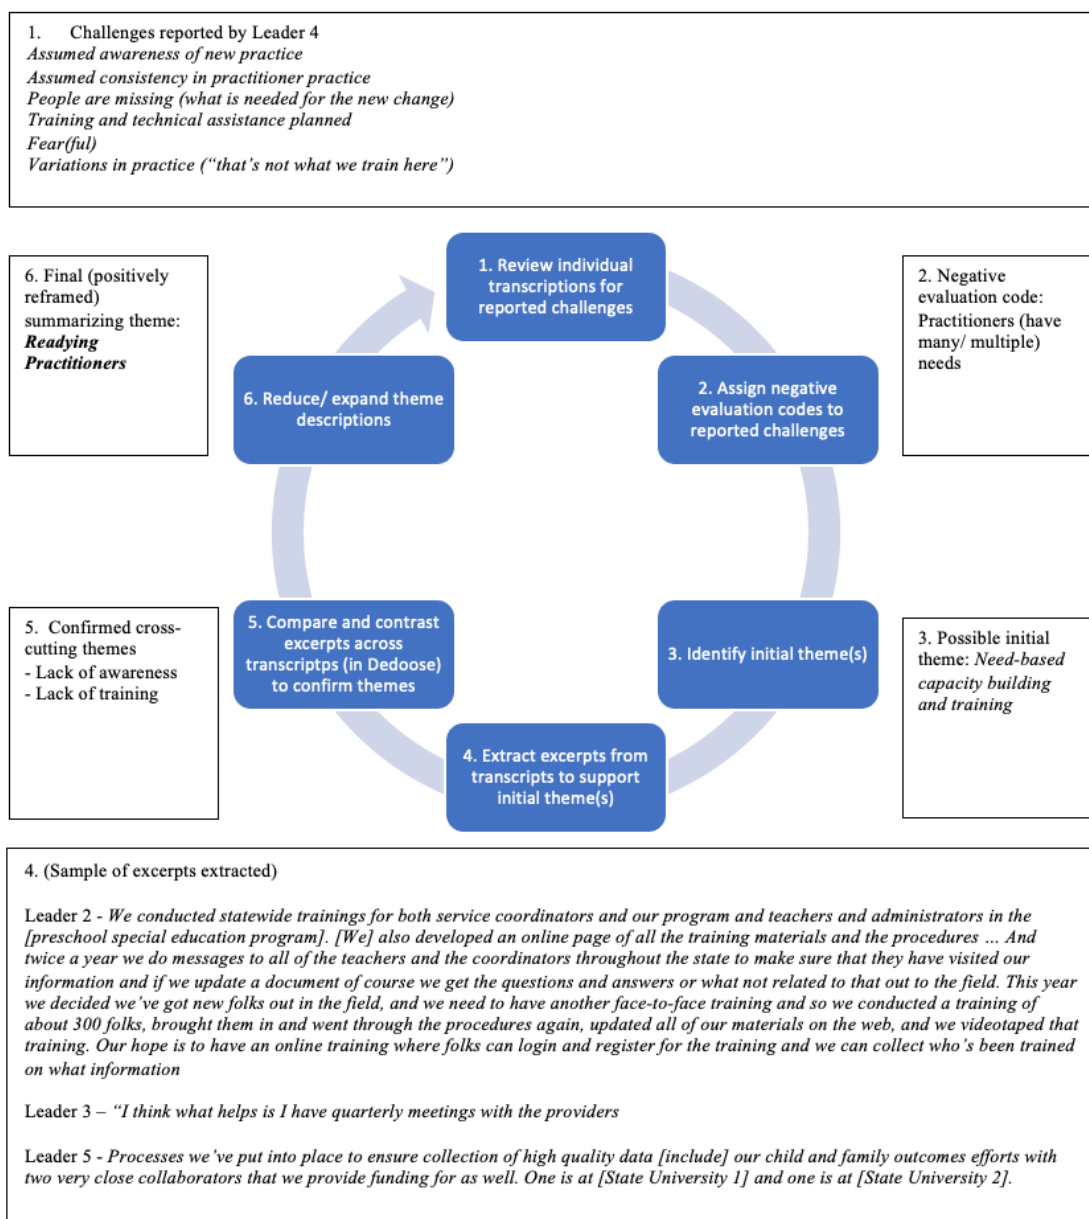 1. Challenges reported by Leader 4
Assumed awareness of new practice
Assumed consistency in practitioner practice
People are missing (what is needed for the new change)
Training and technical assistance planned
Fear(ful)
Variations in practice (“that’s not what we train here”)
1. Review individual
transcriptions for
reported challenges
2. Assign negative
evaluation codes to
reported challenges
3. Identify initial theme(s)
4. Extract excerpts from
transcripts to support
initial theme(s)
5. Compare and contrast
excerpts across
transcriptps (in Dedoose)
to confirm themes
6. Reduce/ expand theme
descriptions
2. Negative
evaluation code:
Practitioners (have
many/ multiple)
needs
3. Possible initial
theme: Need-based
capacity building
and training
5. Confirmed cross-
cutting themes
- Lack of awareness
- Lack of training
6. Final (positively
reframed)
summarizing theme:
Readying
Practitioners
4. (Sample of excerpts extracted)
Leader 2 - We conducted statewide trainings for both service coordinators and our program and teachers and administrators in the
[preschool special education program]. [We] also developed an online page of all the training materials and the procedures … And
twice a year we do messages to all of the teachers and the coordinators throughout the state to make sure that they have visited our
information and if we update a document of course we get the questions and answers or what not related to that out to the field. This year
we decided we’ve got new folks out in the field, and we need to have another face-to-face training and so we conducted a training of
about 300 folks, brought them in and went through the procedures again, updated all of our materials on the web, and we videotaped that
training. Our hope is to have an online training where folks can login and register for the training and we can collect who’s been trained
on what information
Leader 3 – “I think what helps is I have quarterly meetings with the providers
Leader 5 - Processes we’ve put into place to ensure collection of high quality data [include] our child and family outcomes efforts with
two very close collaborators that we provide funding for as well. One is at [State University 1] and one is at [State University 2].